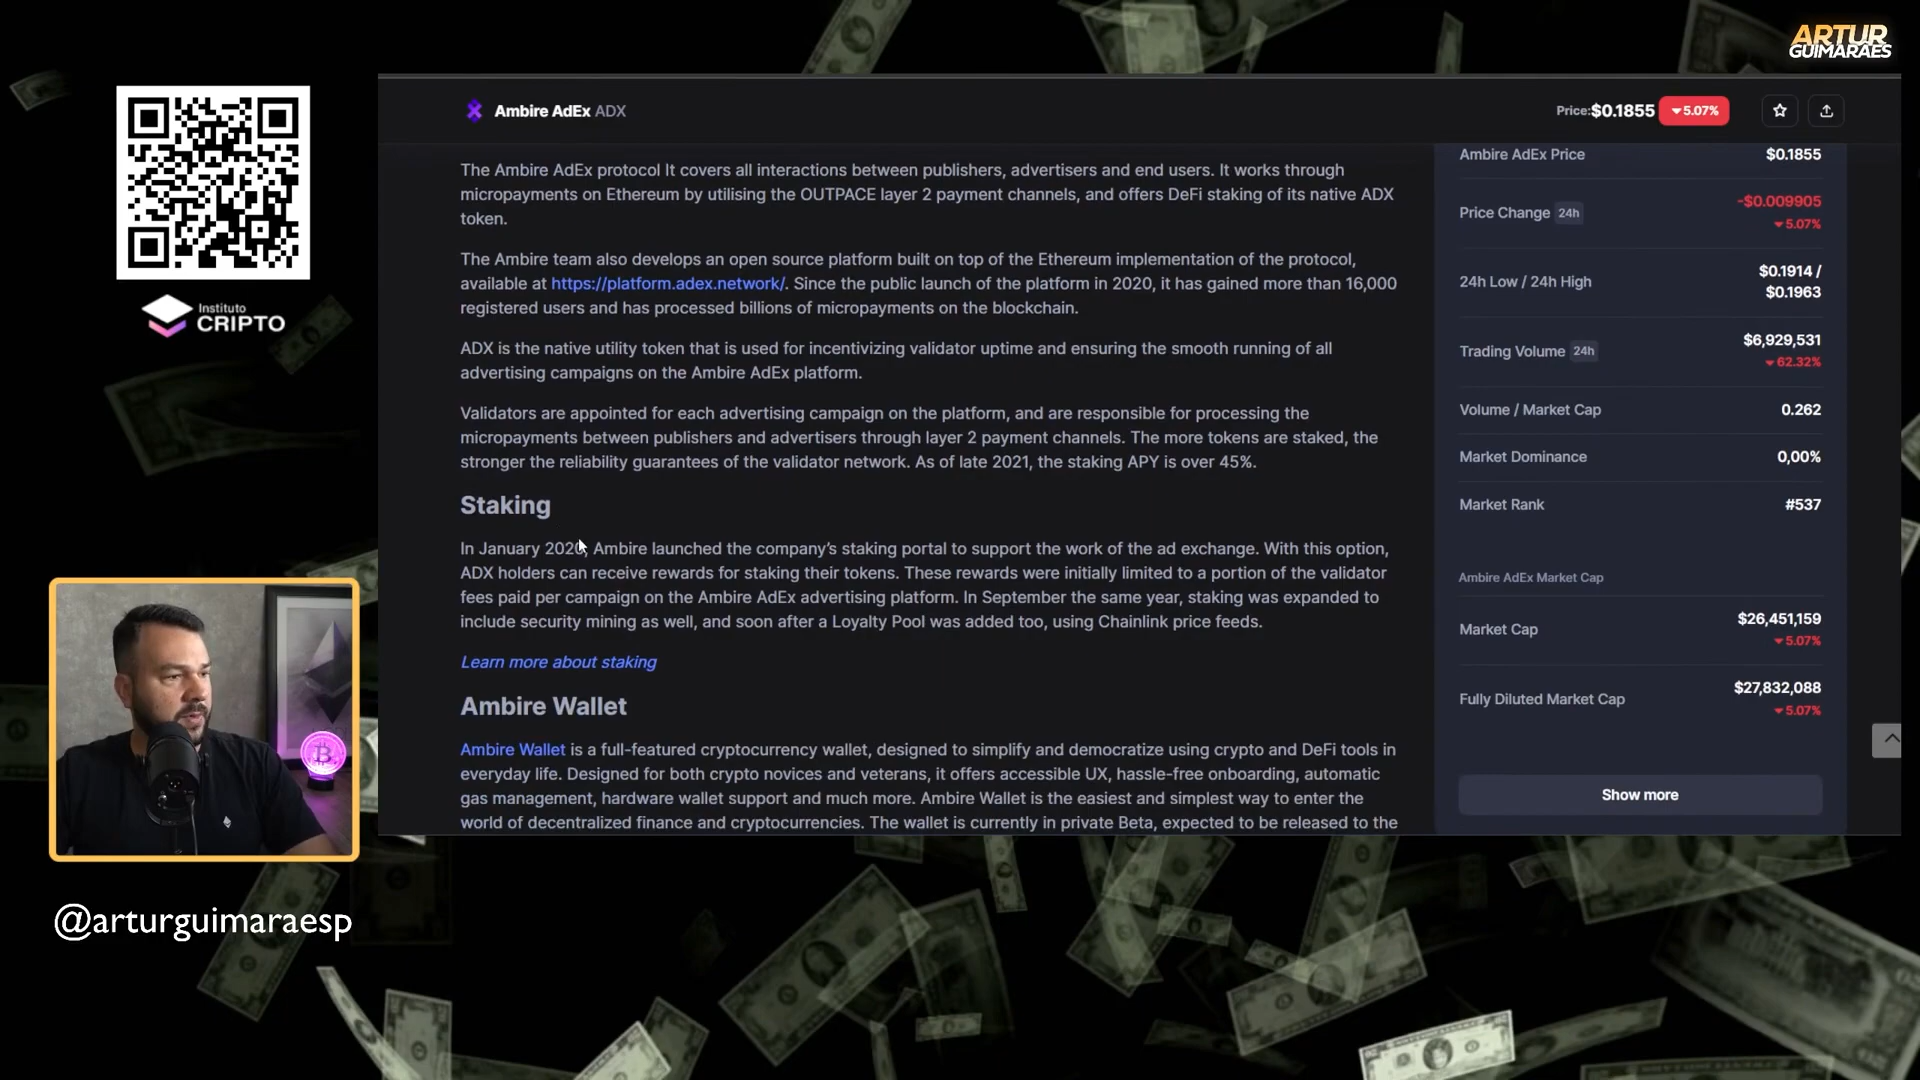 ARTUR
GUIMARAES
Instituto
CRIPTO
@arturguimaraesp
Ambire AdEx ADX
Price:$0.1855 5.07%
The Ambire AdEx protocol It covers all interactions between publishers, advertisers and end users. It works through
micropayments on Ethereum by utilising the OUTPACE layer 2 payment channels, and offers DeFi staking of its native ADX
token.
The Ambire team also develops an open source platform built on top of the Ethereum implementation of the protocol,
available at https://platform.adex.network/. Since the public launch of the platform in 2020, it has gained more than 16,000
registered users and has processed billions of micropayments on the blockchain.
ADX is the native utility token that is used for incentivizing validator uptime and ensuring the smooth running of all
advertising campaigns on the Ambire AdEx platform.
Validators are appointed for each advertising campaign on the platform, and are responsible for processing the
micropayments between publishers and advertisers through layer 2 payment channels. The more tokens are staked, the
stronger the reliability guarantees of the validator network. As of late 2021, the staking APY is over 45%.
Staking
In January 2020, Ambire launched the company's staking portal to support the work of the ad exchange. With this option,
ADX holders can receive rewards for staking their tokens. These rewards were initially limited to a portion of the validator
fees paid per campaign on the Ambire AdEx advertising platform. In September the same year, staking was expanded to
include security mining as well, and soon after a Loyalty Pool was added too, using Chainlink price feeds.
Learn more about staking
Ambire Wallet
Ambire Wallet is a full-featured cryptocurrency wallet, designed to simplify and democratize using crypto and DeFi tools in
everyday life. Designed for both crypto novices and veterans, it offers accessible UX, hassle-free onboarding, automatic
gas management, hardware wallet support and much more. Ambire Wallet is the easiest and simplest way to enter the
world of decentralized finance and cryptocurrencies. The wallet is currently in private Beta, expected to be released to the
Ambire AdEx Price $0.1855
Price Change 24h -$0.009905
5.07%
24h Low / 24h High $0.1914 /
$0.1963
Trading Volume 24h $6,929,531
62.32%
Volume / Market Cap 0.262
Market Dominance 0,00%
Market Rank #537
Ambire AdEx Market Cap
Market Cap $26,451,159
5.07%
Fully Diluted Market Cap $27,832,088
5.07%
Show more